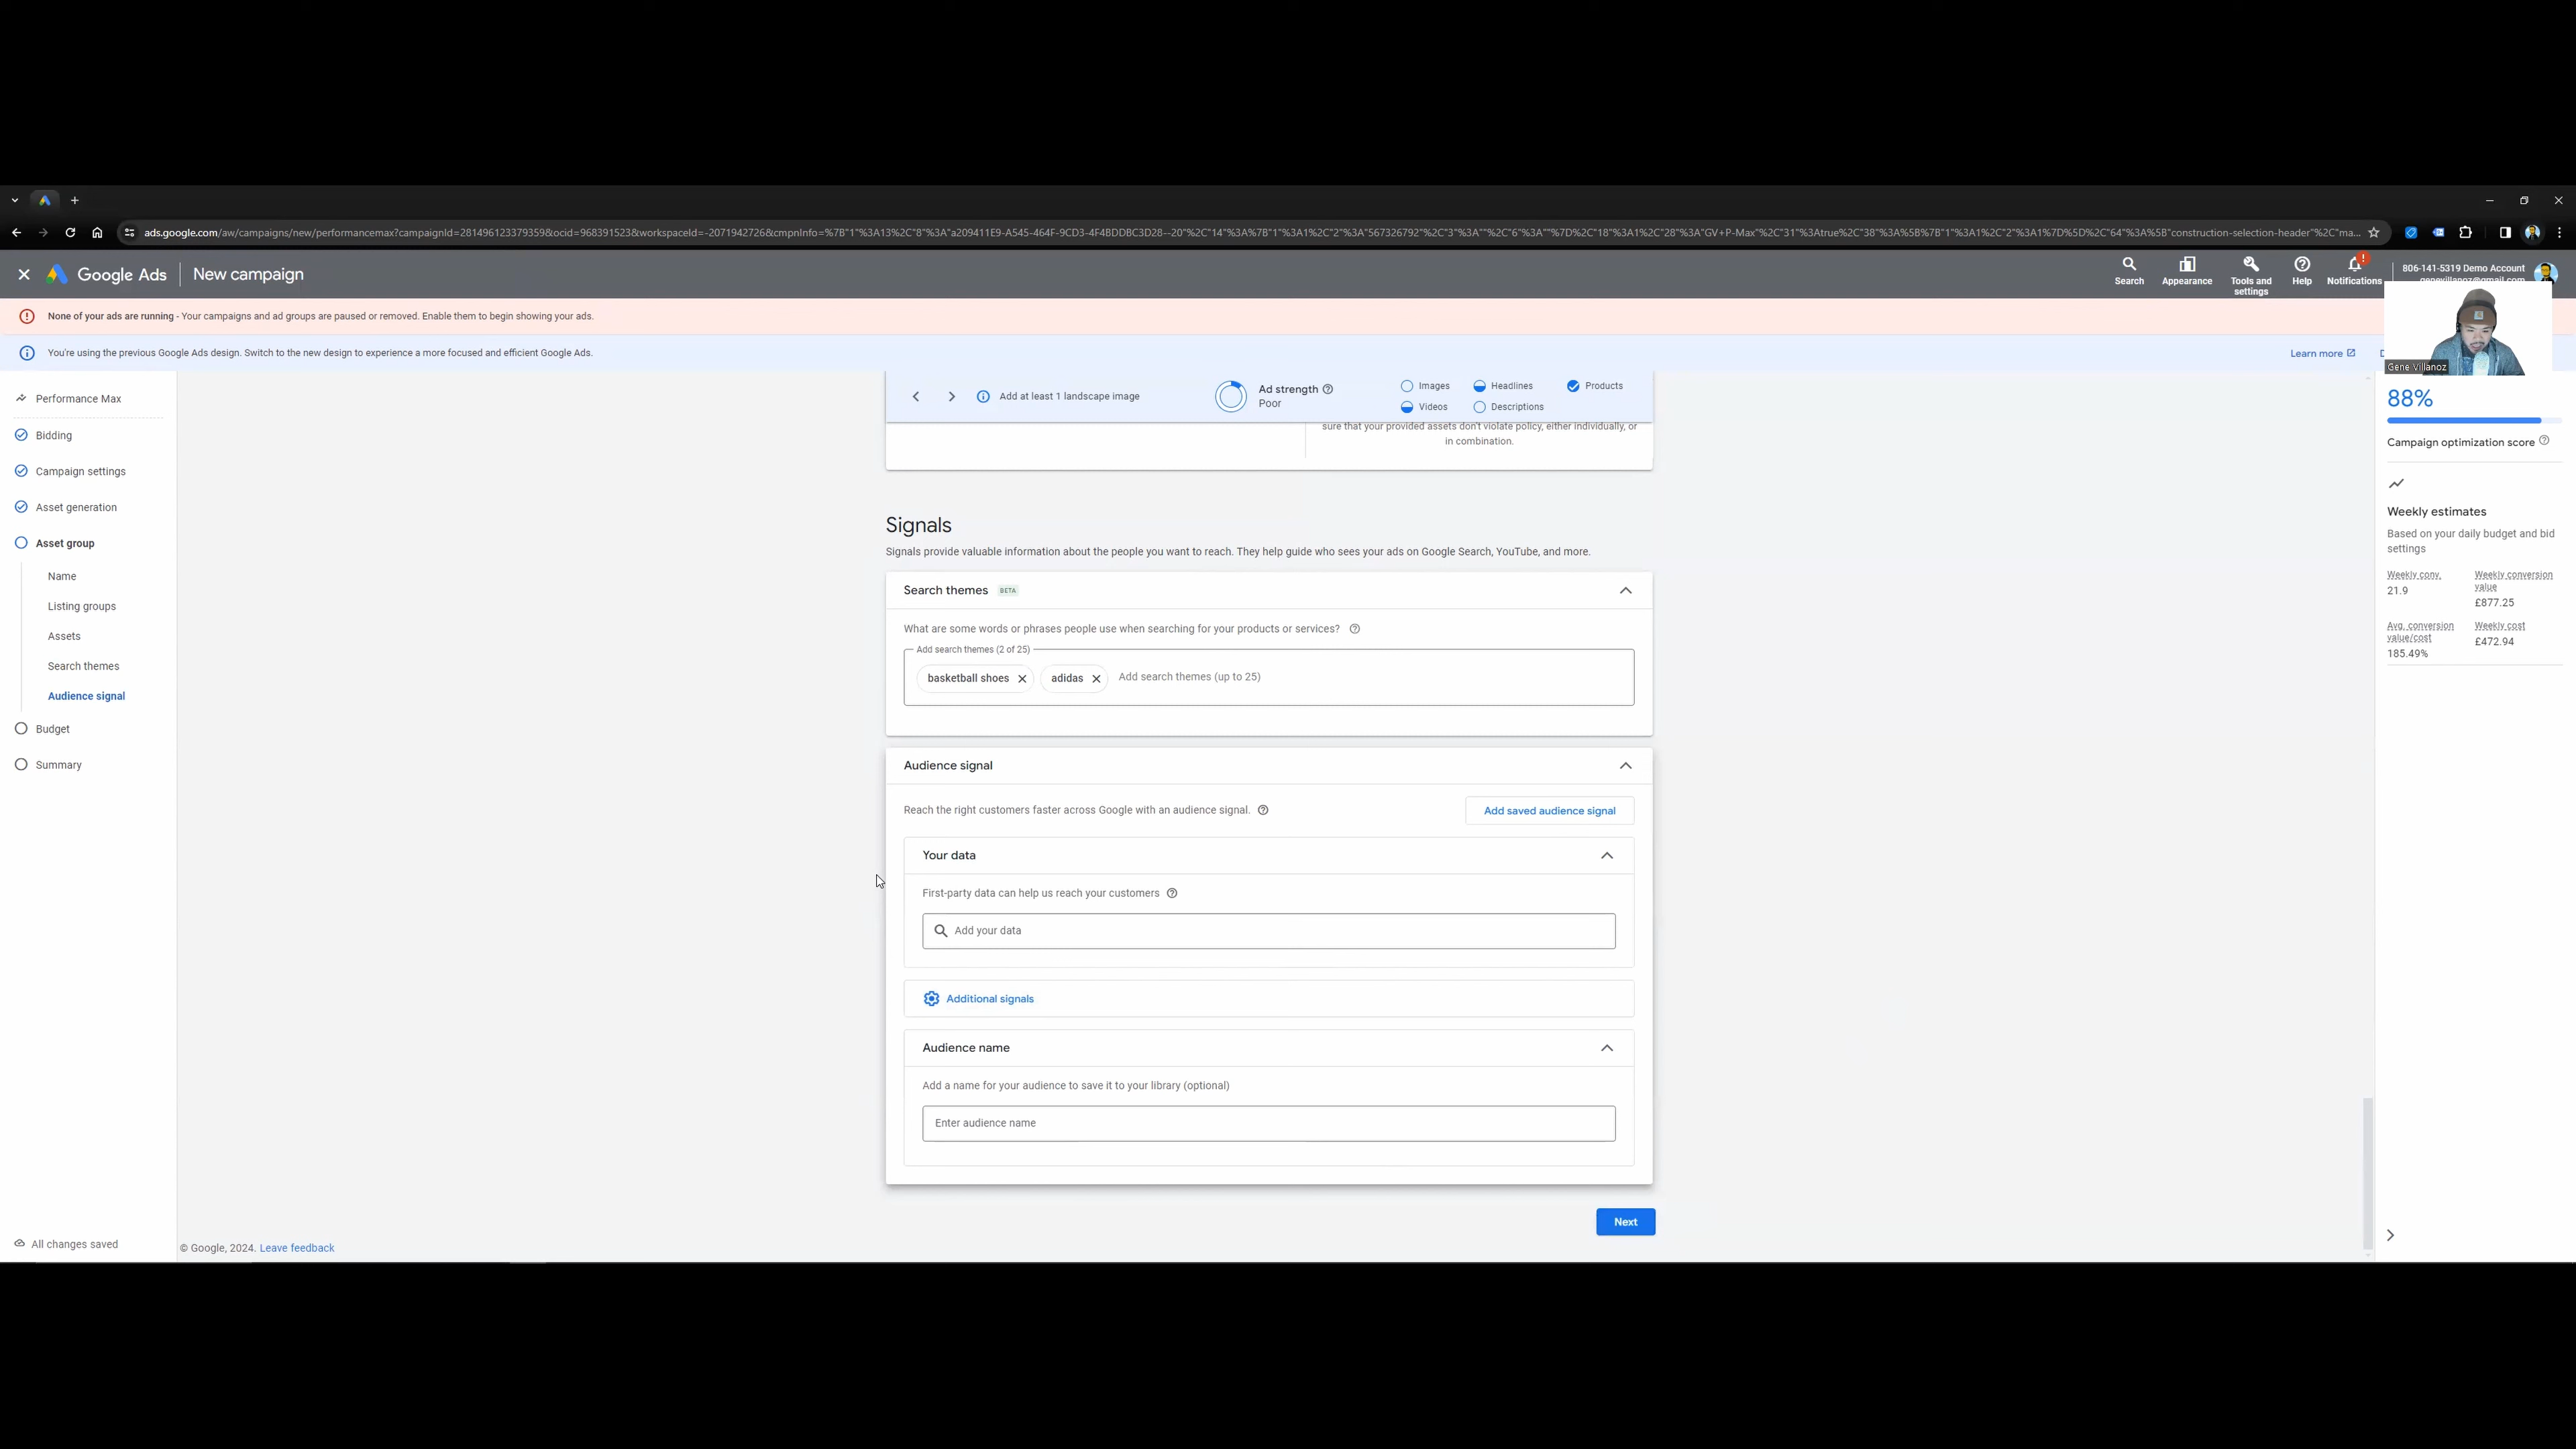 ads.google.com/aw/campaigns/new/performancemax?campaignId=281496123379359&ocid=968391523&workspaceId=-2071942726&cmpnInfo=%7B"1"%3A13%2C"8"%3A"a209411E9-A545-464F-9CD3-4F4BDDBC3D28--20"%2C"14"%3A%7B"1"%3A1%2C"2"%3A"567326792"%2C"3"%3A""%2C"6"%3A""%7D%2C"18"%3A1%2C"28"%3A"GV+P-Max"%2C"31"%3Atrue%2C"38"%3A%5B%7B"1"%3A1%2C"2"%3A1%7D%5D%2C"64"%3A%5B"construction-selection-header"%2C"ma...
Google Ads
New campaign
Search
Appearance
Tools and settings
Help
Notifications
806-141-5319 Demo Account
genevillanoz@gmail.com
None of your ads are running - Your campaigns and ad groups are paused or removed. Enable them to begin showing your ads.
You're using the previous Google Ads design. Switch to the new design to experience a more focused and efficient Google Ads.
Learn more
Gene Villanoz
Performance Max
Bidding
Campaign settings
Asset generation
Asset group
Name
Listing groups
Assets
Search themes
Audience signal
Budget
Summary
All changes saved
Add at least 1 landscape image
Ad strength
Poor
Images
Headlines
Products
Videos
Descriptions
sure that your provided assets don't violate policy, either individually, or
in combination.
Signals
Signals provide valuable information about the people you want to reach. They help guide who sees your ads on Google Search, YouTube, and more.
Search themes BETA
What are some words or phrases people use when searching for your products or services?
Add search themes (2 of 25)
basketball shoes
adidas
Add search themes (up to 25)
Audience signal
Reach the right customers faster across Google with an audience signal.
Add saved audience signal
Your data
First-party data can help us reach your customers
Add your data
Additional signals
Audience name
Add a name for your audience to save it to your library (optional)
Enter audience name
Next
© Google, 2024. Leave feedback
88%
Campaign optimization score
Weekly estimates
Based on your daily budget and bid
settings
Weekly conv.
21.9
Weekly conversion
value
£877.25
Avg. conversion
value/cost
185.49%
Weekly cost
£472.94